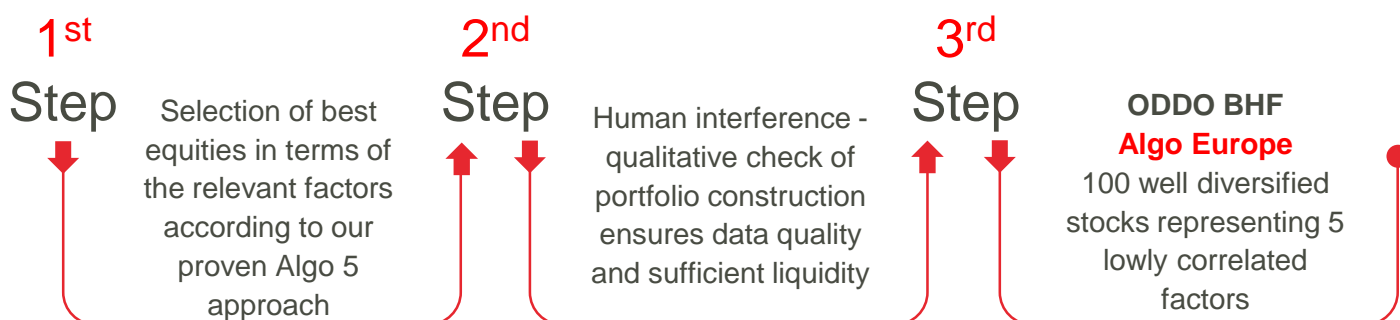 1st
Step
Selection of best
equities in terms of
the relevant factors
according to our
proven Algo 5
approach
2nd
Step
Human interference -
qualitative check of
portfolio construction
ensures data quality
and sufficient liquidity
3rd
Step
ODDO BHF
Algo Europe
100 well diversified
stocks representing 5
lowly correlated
factors